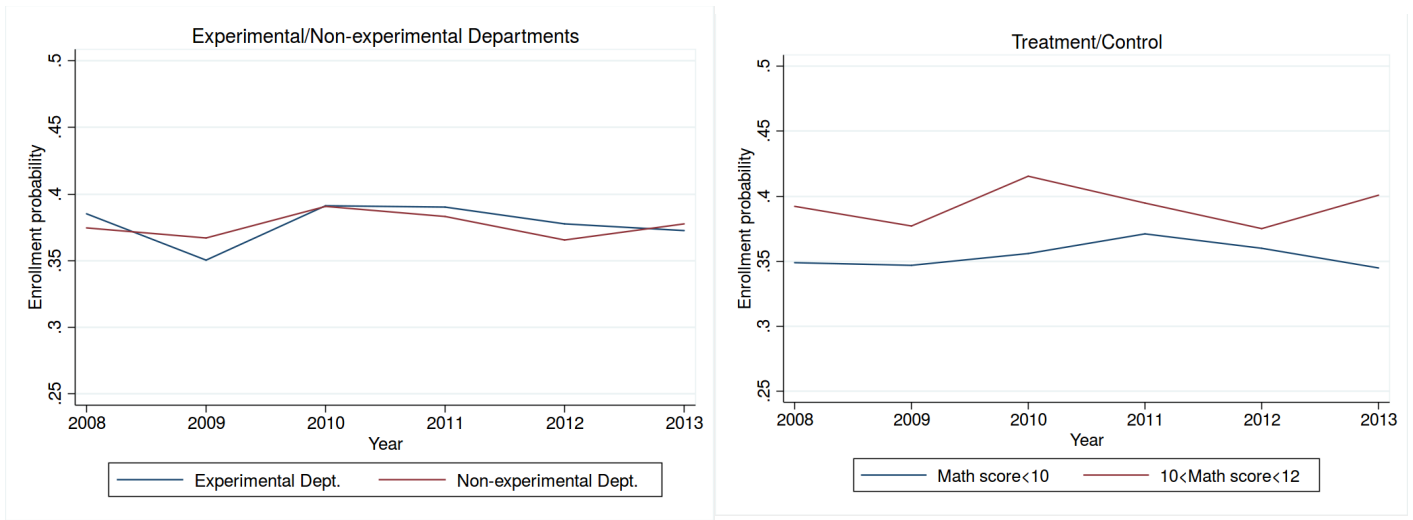 Experimental/Non-experimental Departments
Enrollment probability
.5
.45
.4
.35
.3
.25
2008 2009 2010 2011 2012 2013
Year
Experimental Dept. Non-experimental Dept.
Treatment/Control
Enrollment probability
.5
.45
.4
.35
.3
.25
2008 2009 2010 2011 2012 2013
Year
Math score<10 10<Math score<12